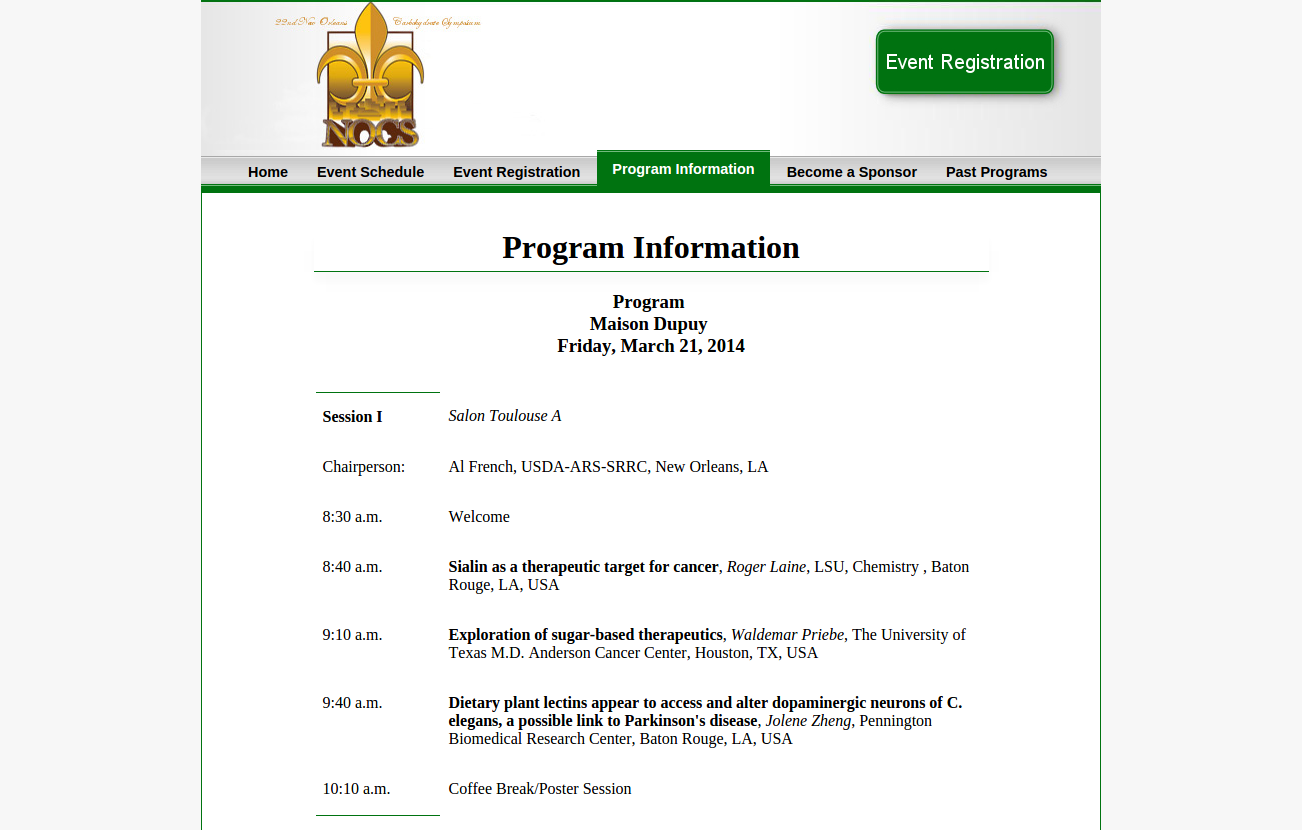 22nd New Orleans Carbohydrate Symposium
NOCS
Event Registration
Home Event Schedule Event Registration Program Information Become a Sponsor Past Programs
Program Information
Program
Maison Dupuy
Friday, March 21, 2014
Session I Salon Toulouse A
Chairperson: Al French, USDA-ARS-SRRC, New Orleans, LA
8:30 a.m. Welcome
8:40 a.m. Sialin as a therapeutic target for cancer, Roger Laine, LSU, Chemistry , Baton
Rouge, LA, USA
9:10 a.m. Exploration of sugar-based therapeutics, Waldemar Priebe, The University of
Texas M.D. Anderson Cancer Center, Houston, TX, USA
9:40 a.m. Dietary plant lectins appear to access and alter dopaminergic neurons of C.
elegans, a possible link to Parkinson's disease, Jolene Zheng, Pennington
Biomedical Research Center, Baton Rouge, LA, USA
10:10 a.m. Coffee Break/Poster Session